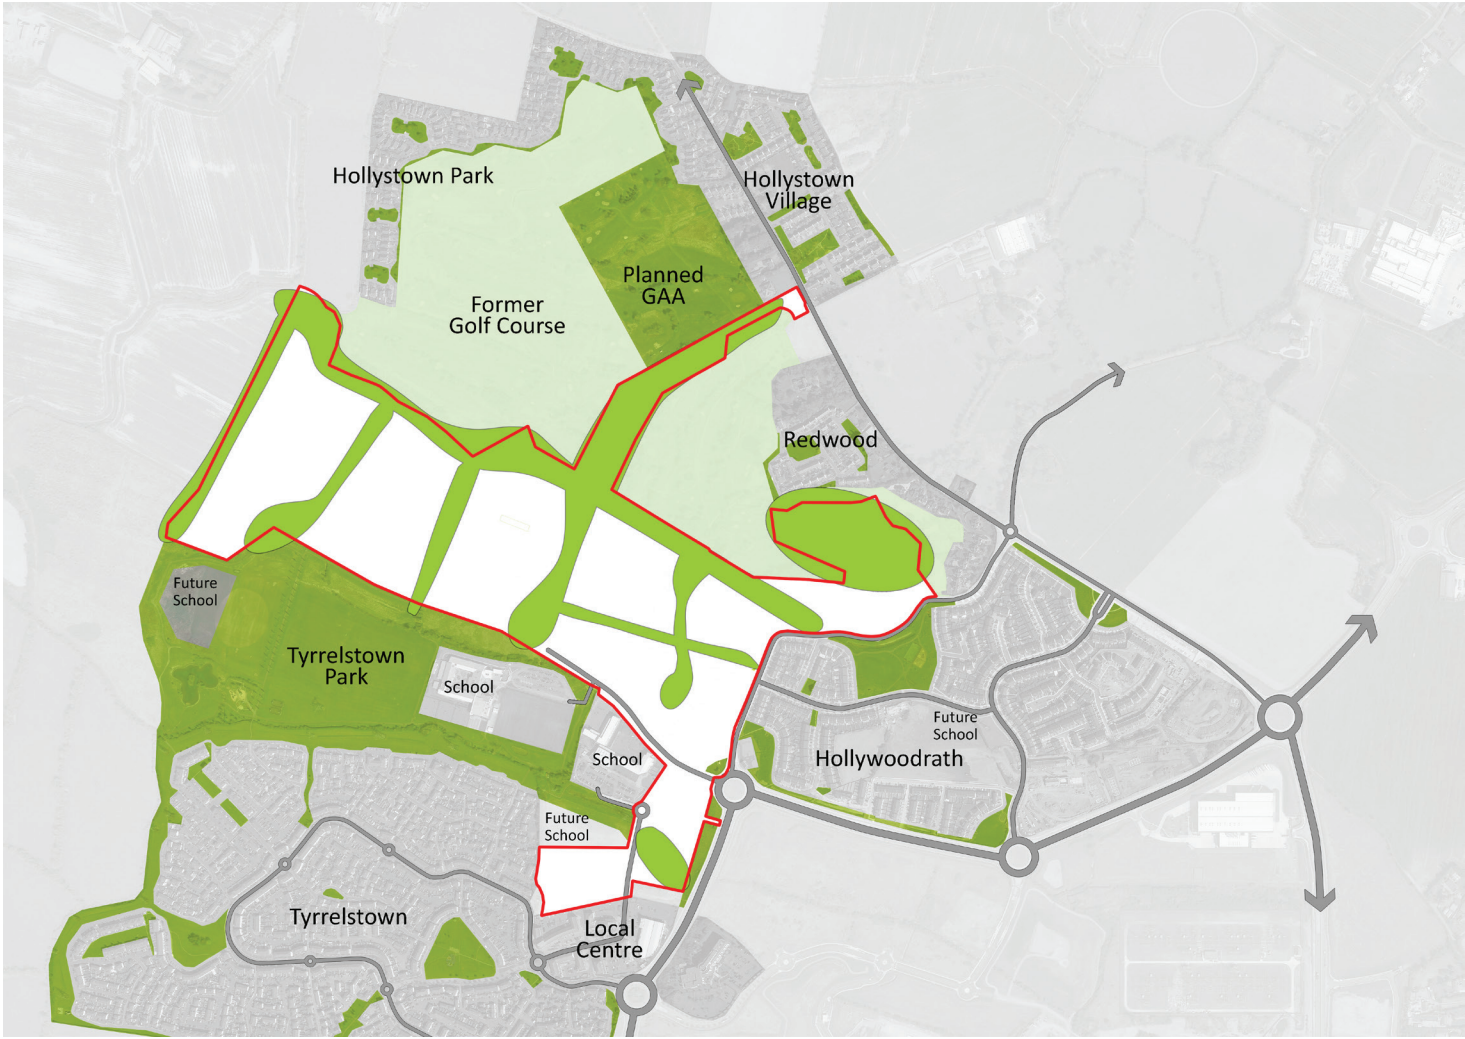 Hollystown Park
Hollystown
Village
Planned
GAA
Former
Golf Course
Redwood
Future
School
Tyrrelstown
Park
School
School
Future
School
Hollywoodrath
Future
School
Tyrrelstown
Local
Centre